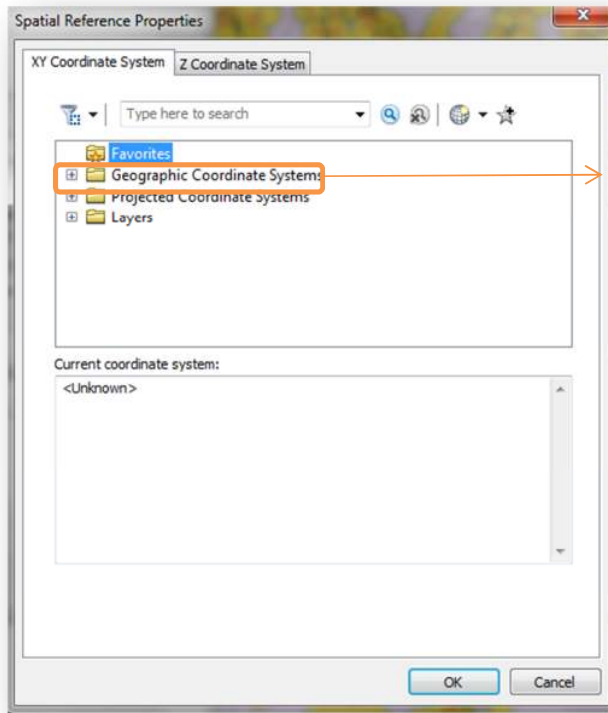 Spatial Reference Properties
XY Coordinate System
Z Coordinate System
Type here to search
Favorites
Geographic Coordinate Systems
Projected Coordinate Systems
Layers
Current coordinate system:
<Unknown>
OK
Cancel